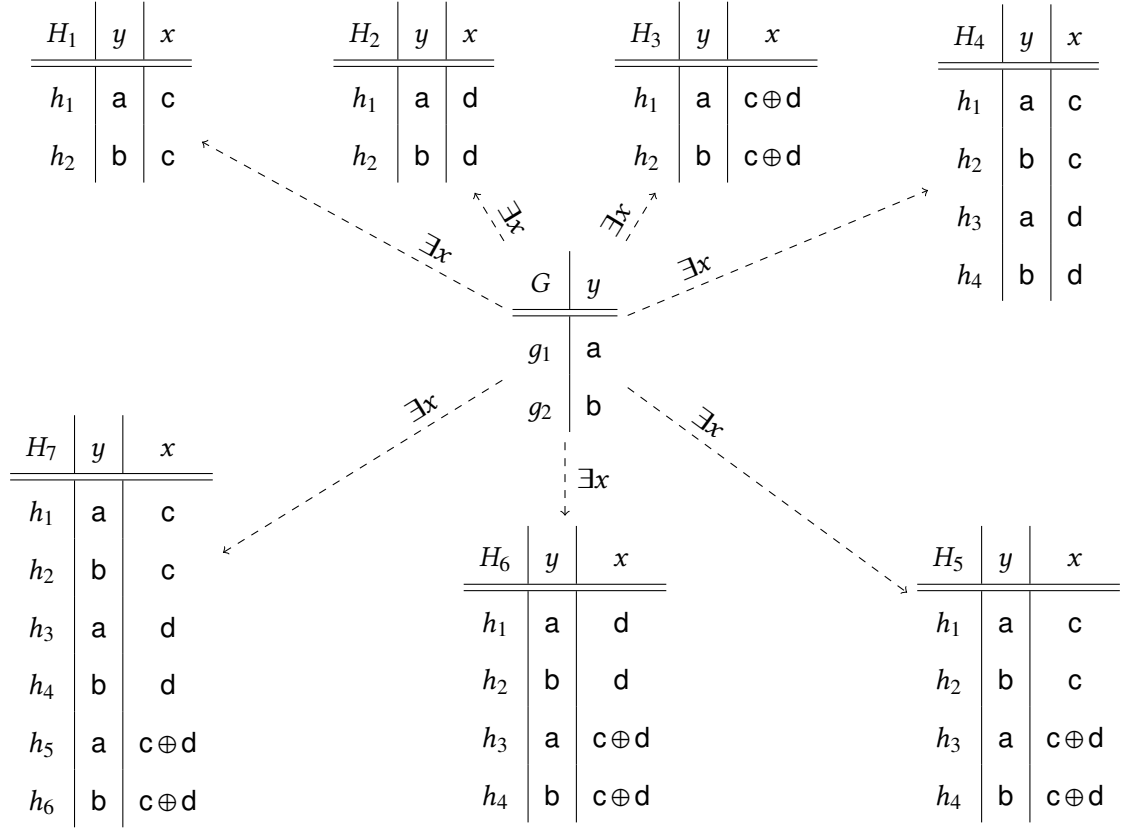 H₁ y x
h₁ a c
h₂ b c
H₂ y x
h₁ a d
h₂ b d
H₃ y x
h₁ a c⊕d
h₂ b c⊕d
H₄ y x
h₁ a c
h₂ b c
h₃ a d
h₄ b d
∃x
∃x
∃x
∃x
G y
g₁ a
g₂ b
∃x
∃x
∃x
H₇ y x
h₁ a c
h₂ b c
h₃ a d
h₄ b d
h₅ a c⊕d
h₆ b c⊕d
H₆ y x
h₁ a d
h₂ b d
h₃ a c⊕d
h₄ b c⊕d
H₅ y x
h₁ a c
h₂ b c
h₃ a c⊕d
h₄ b c⊕d